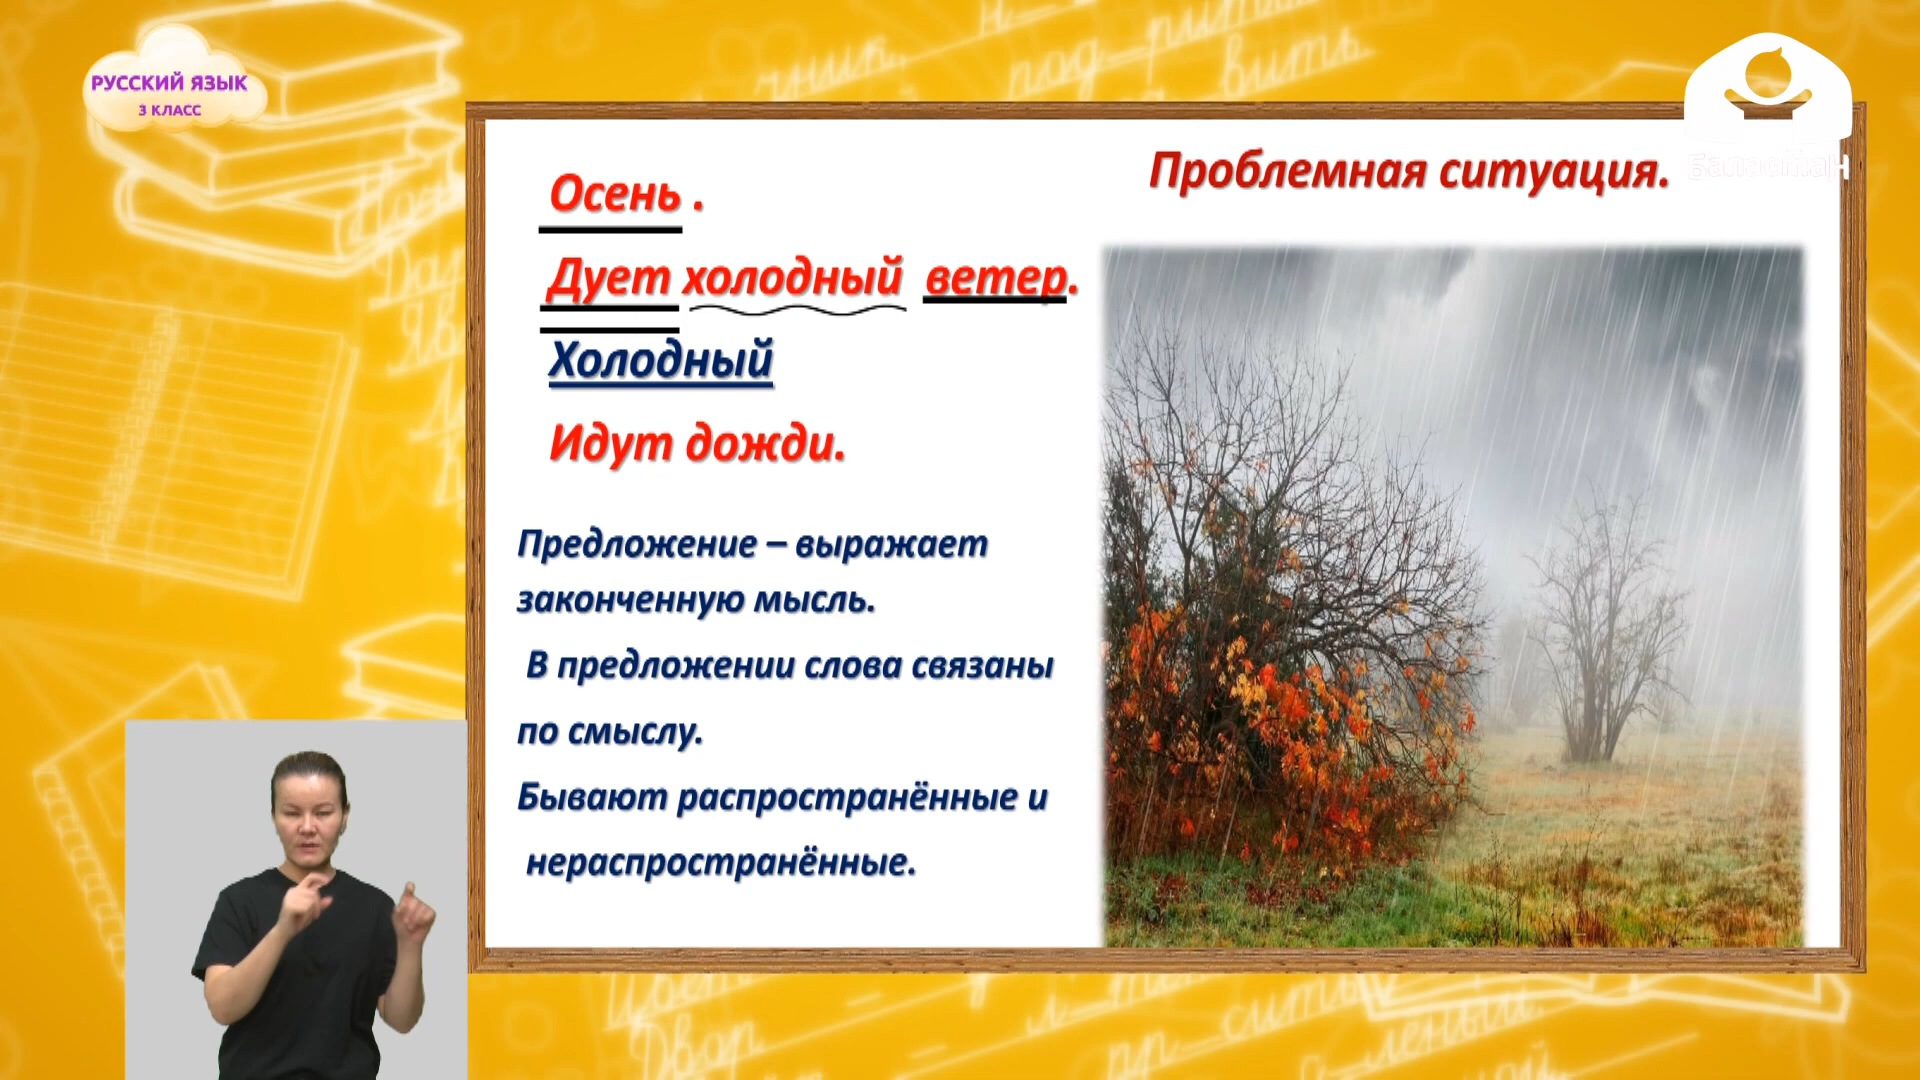 РУССКИЙ ЯЗЫК
3 КЛАСС
Проблемная ситуация.
Баластан
Осень .
Дует холодный ветер.
Холодный
Идут дожди.
Предложение – выражает
законченную мысль.
В предложении слова связаны
по смыслу.
Бывают распространённые и
нераспространённые.